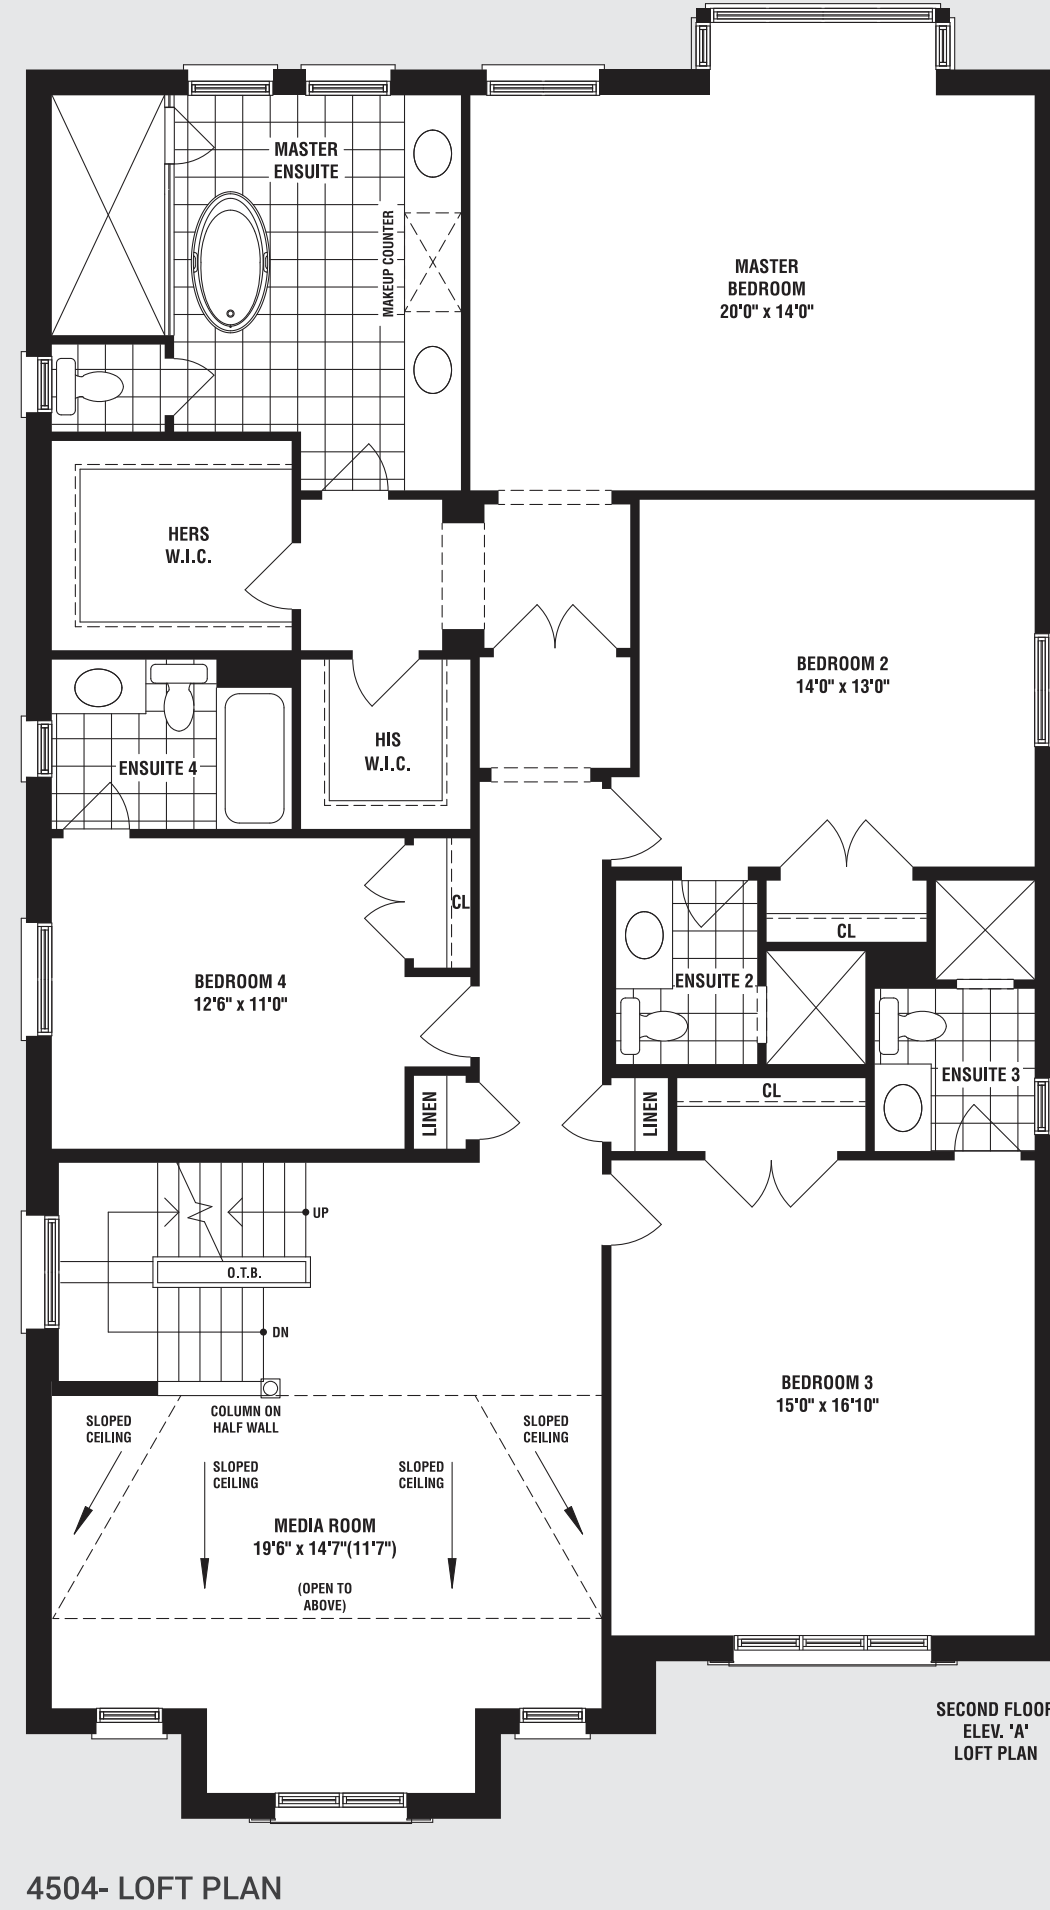 MASTER
ENSUITE
MAKEUP COUNTER
MASTER
BEDROOM
20'0" x 14'0"
HERS
W.I.C.
BEDROOM 2
14'0" x 13'0"
HIS
W.I.C.
ENSUITE 4
CL
CL
BEDROOM 4
12'6" x 11'0"
ENSUITE 2
ENSUITE 3
CL
LINEN
LINEN
UP
O.T.B.
DN
BEDROOM 3
15'0" x 16'10"
COLUMN ON
HALF WALL
SLOPED
CEILING
SLOPED
CEILING
SLOPED
CEILING
SLOPED
CEILING
MEDIA ROOM
19'6" x 14'7"(11'7")
(OPEN TO
ABOVE)
SECOND FLOOR
ELEV. 'A'
LOFT PLAN
4504- LOFT PLAN